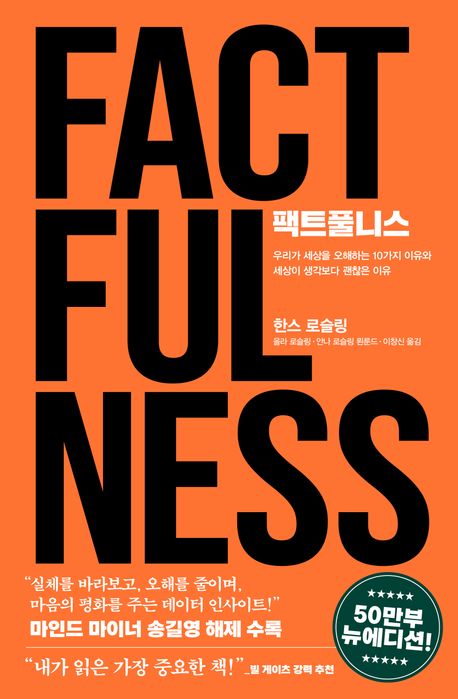 FACT
FUL
팩트풀니스
우리가 세상을 오해하는 10가지 이유와
세상이 생각보다 괜찮은 이유
한스 로슬링
올라 로슬링 · 안나 로슬링 뢴룬드 · 이창신 옮김
NESS
“실체를 바라보고, 오해를 줄이며,
마음의 평화를 주는 데이터 인사이트!”
마인드 마이너 송길영 해제 수록
“내가 읽은 가장 중요한 책!”_빌 게이츠 강력 추천
50만부
뉴에디션!